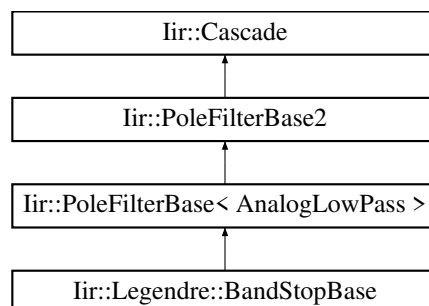 Iir::Cascade
Iir::PoleFilterBase2
Iir::PoleFilterBase< AnalogLowPass >
Iir::Legendre::BandStopBase